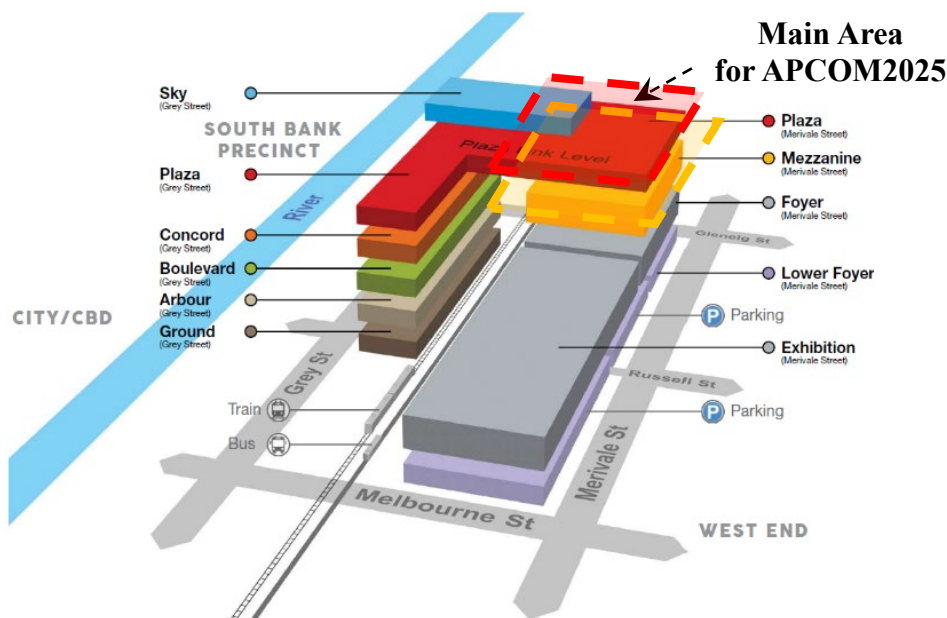 Main Area
for APCOM2025
Sky
(Grey Street)
SOUTH BANK
PRECINCT
Plaza
(Grey Street)
River
Concord
(Grey Street)
Boulevard
(Grey Street)
Arbour
(Grey Street)
Ground
(Grey Street)
CITY/CBD
Plaza Link Level
Plaza
(Merivale Street)
Mezzanine
(Merivale Street)
Foyer
(Merivale Street)
Glenelg St
Lower Foyer
(Merivale Street)
P Parking
Exhibition
(Merivale Street)
Russell St
P Parking
Grey St
Train
Bus
Merivale St
Melbourne St
WEST END